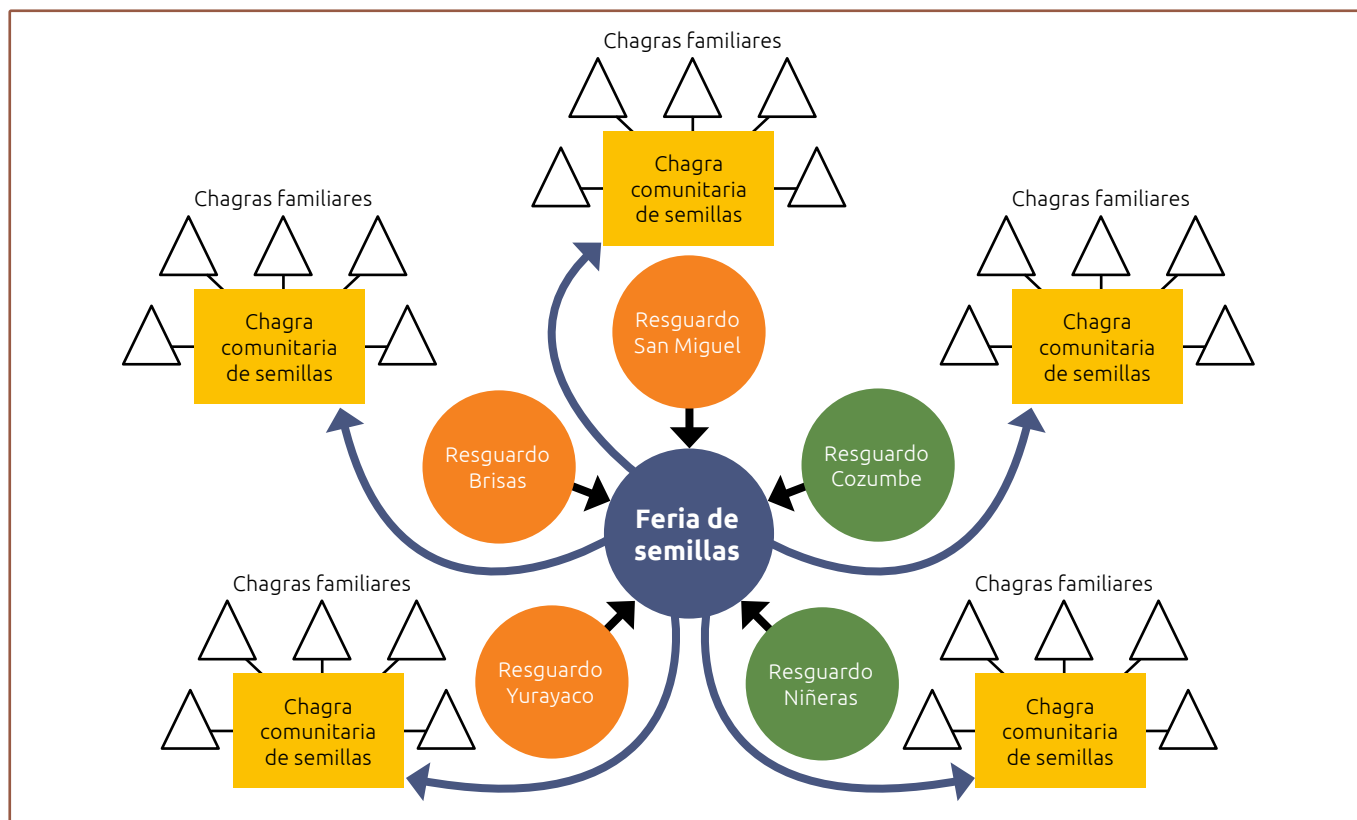 Chagras familiares
Chagra
comunitaria
de semillas
Chagras familiares
Chagra
comunitaria
de semillas
Chagras familiares
Chagra
comunitaria
de semillas
Resguardo
San Miguel
Resguardo
Brisas
Resguardo
Cozumbe
Feria de
semillas
Chagras familiares
Chagra
comunitaria
de semillas
Resguardo
Yurayaco
Resguardo
Niñeras
Chagras familiares
Chagra
comunitaria
de semillas